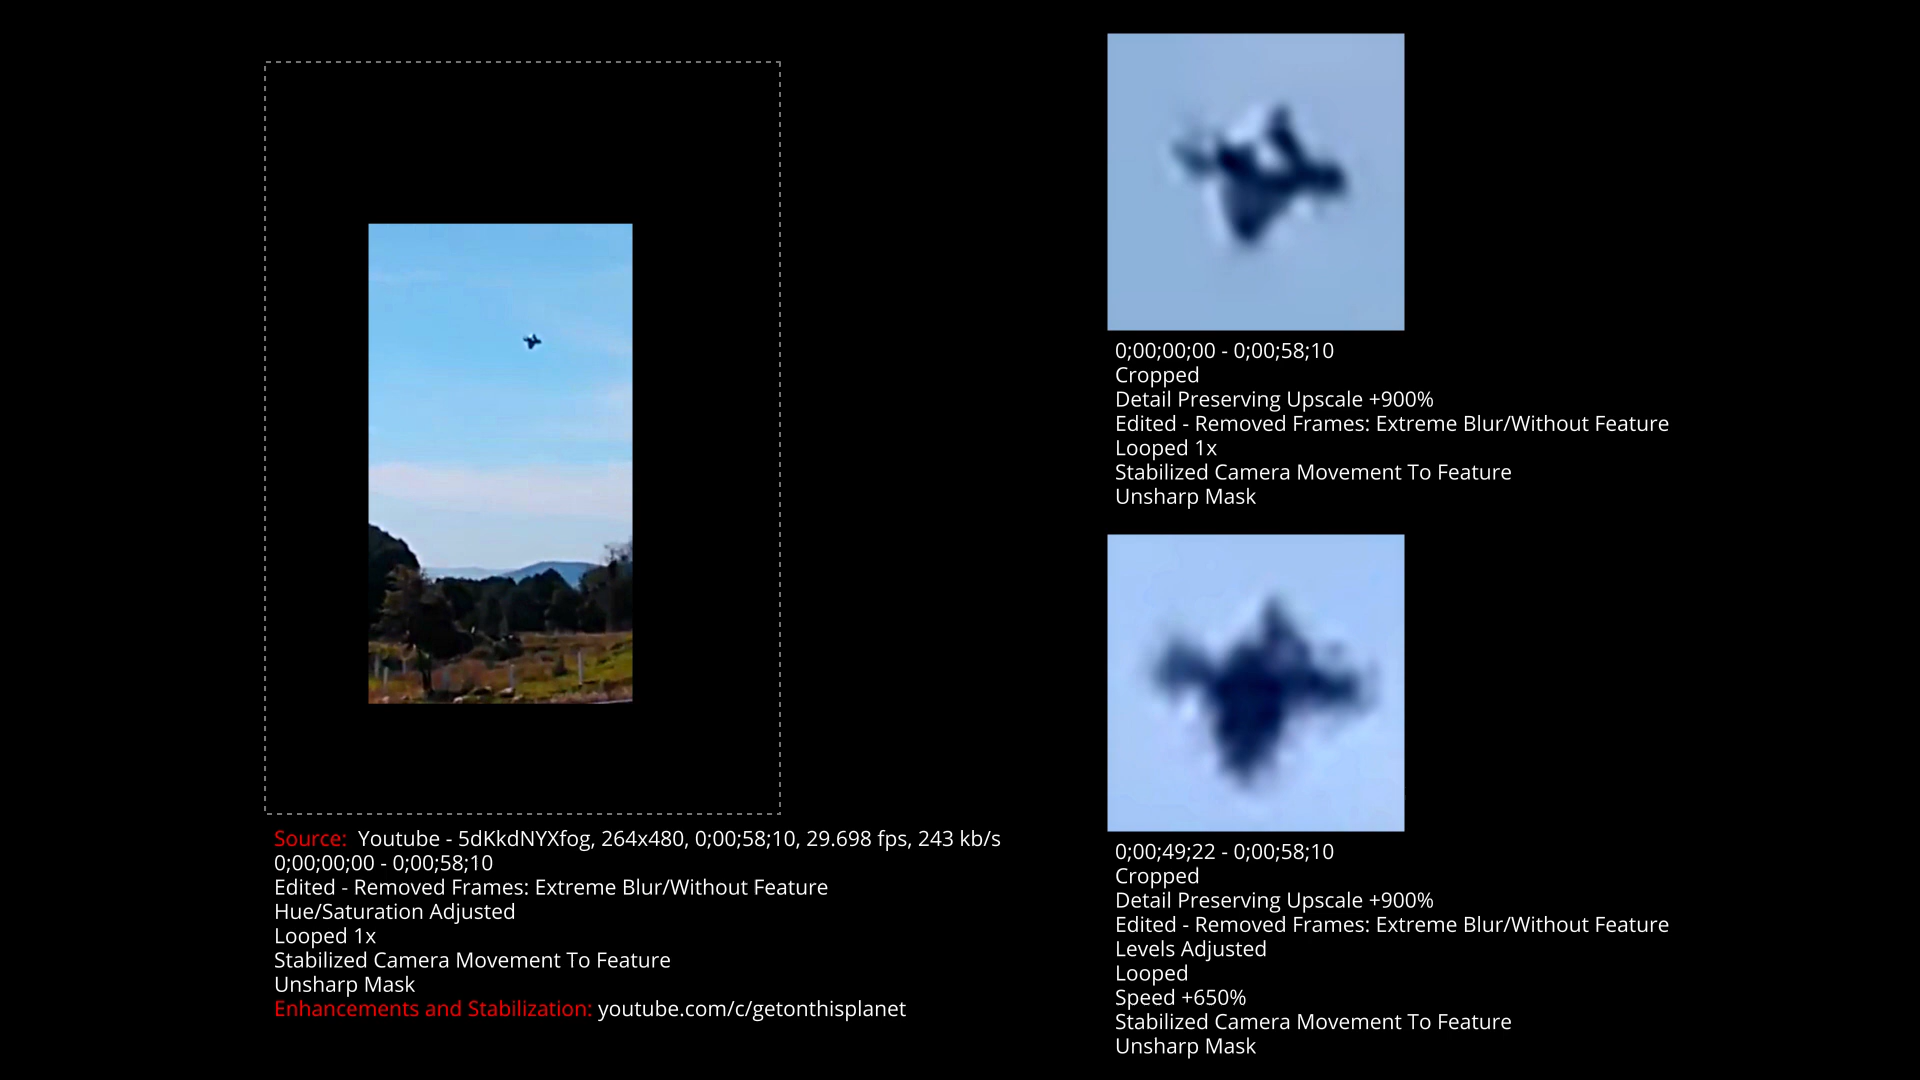 Source: Youtube - 5dKkdNYXfog, 264x480, 0;00;58;10, 29.698 fps, 243 kb/s
0;00;00;00 - 0;00;58;10
Edited - Removed Frames: Extreme Blur/Without Feature
Hue/Saturation Adjusted
Looped 1x
Stabilized Camera Movement To Feature
Unsharp Mask
Enhancements and Stabilization: youtube.com/c/getonthisplanet
0;00;00;00 - 0;00;58;10
Cropped
Detail Preserving Upscale +900%
Edited - Removed Frames: Extreme Blur/Without Feature
Looped 1x
Stabilized Camera Movement To Feature
Unsharp Mask
0;00;49;22 - 0;00;58;10
Cropped
Detail Preserving Upscale +900%
Edited - Removed Frames: Extreme Blur/Without Feature
Levels Adjusted
Looped
Speed +650%
Stabilized Camera Movement To Feature
Unsharp Mask